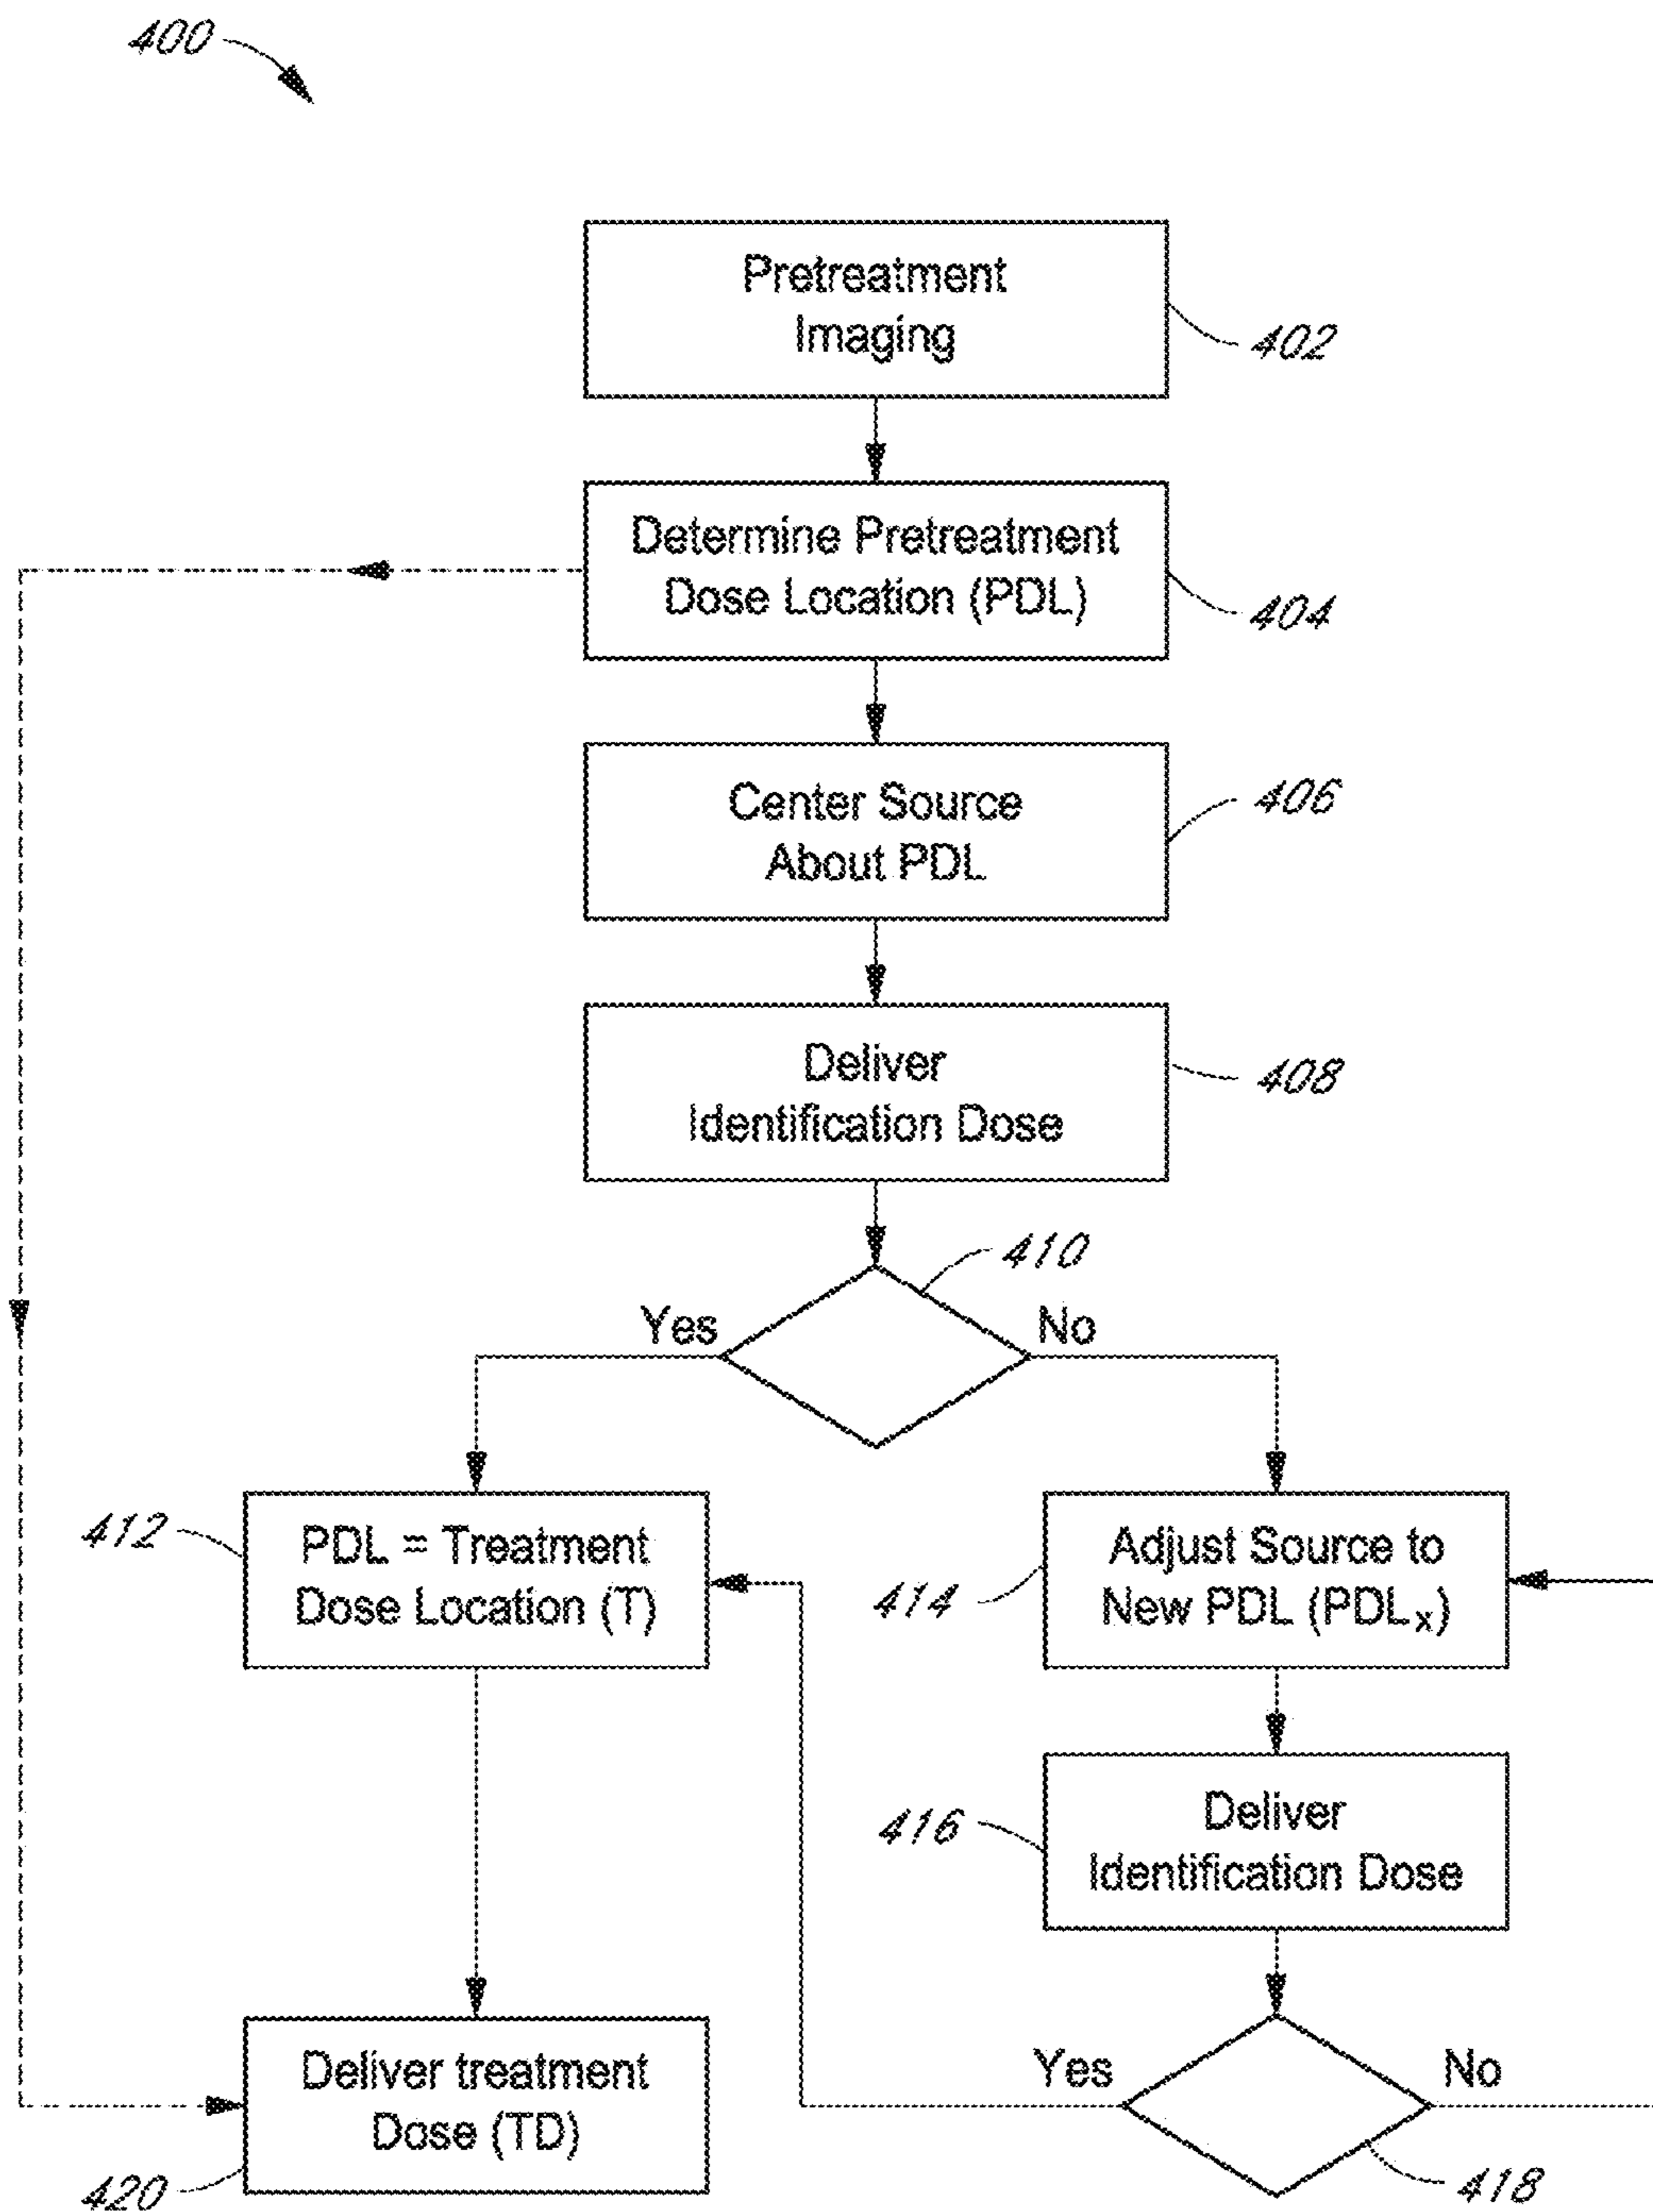 400
Pretreatment
Imaging
402
Determine Pretreatment
Dose Location (PDL)
404
Center Source
About PDL
406
Deliver
Identification Dose
408
410
Yes
No
412
PDL = Treatment
Dose Location (T)
414
Adjust Source to
New PDL (PDLx)
416
Deliver
Identification Dose
Yes
No
418
Deliver treatment
Dose (TD)
420